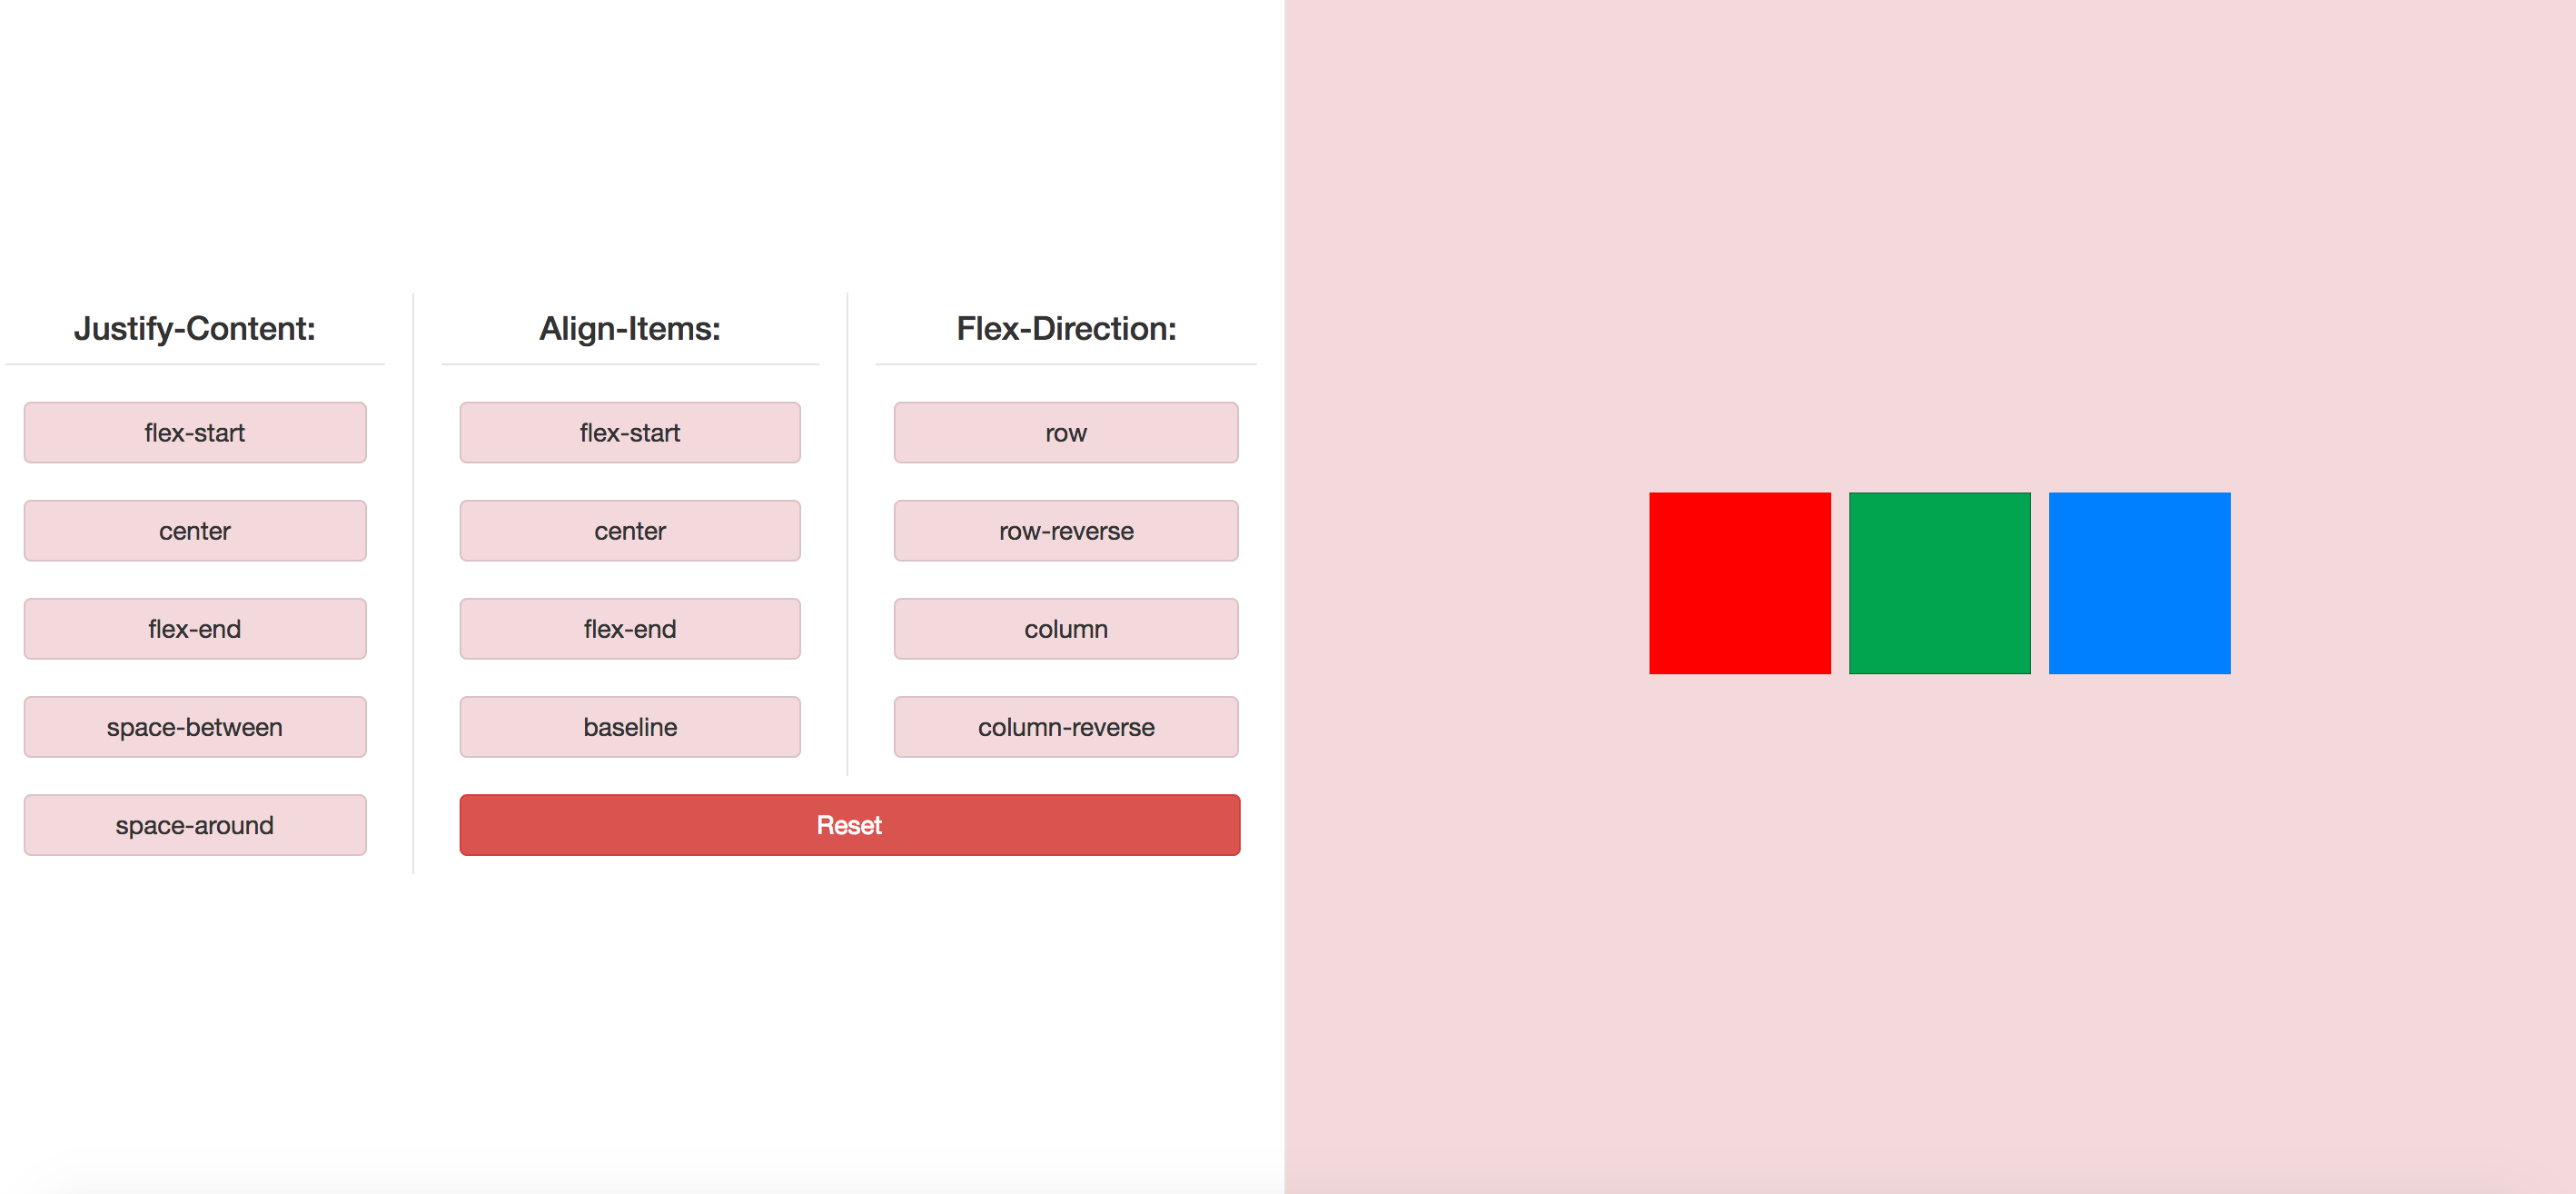 Justify-Content:
flex-start
center
flex-end
space-between
space-around
Align-Items:
flex-start
center
flex-end
baseline
Flex-Direction:
row
row-reverse
column
column-reverse
Reset